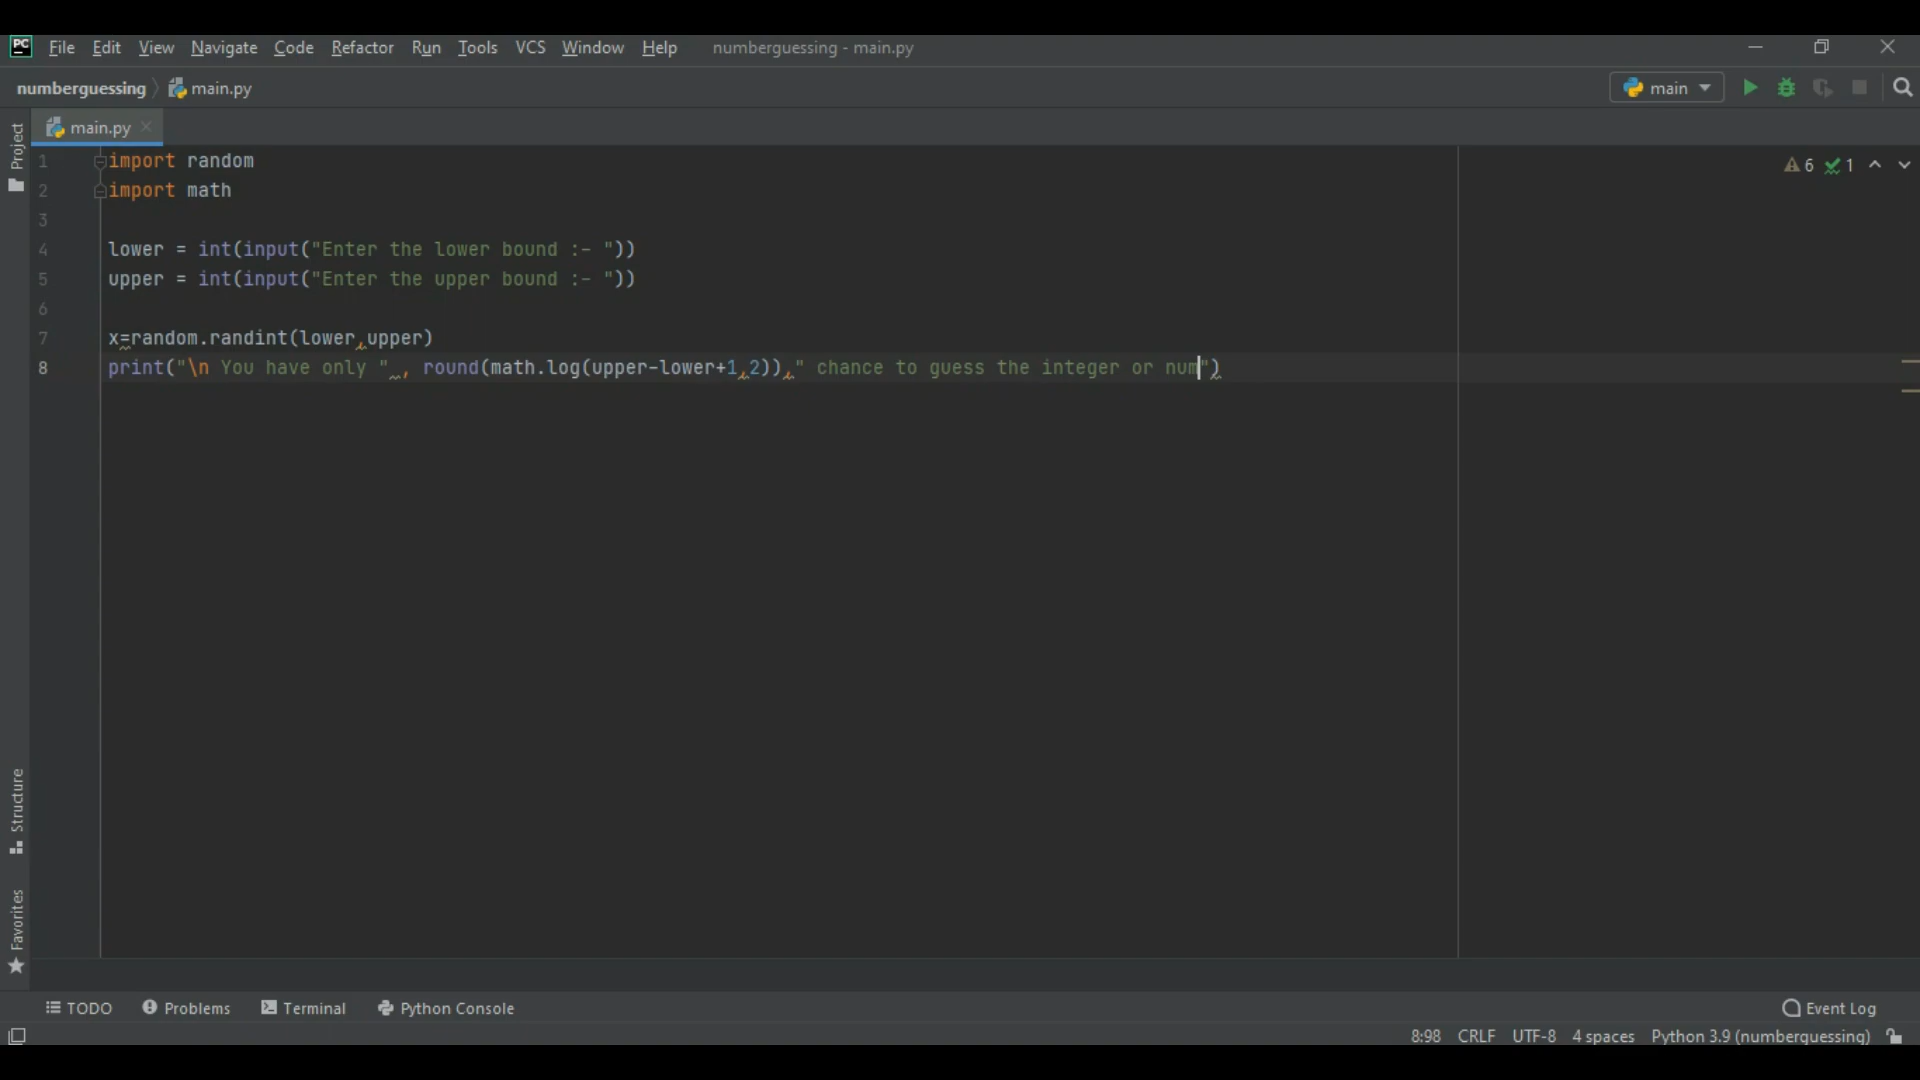 PC File Edit View Navigate Code Refactor Run Tools VCS Window Help numberguessing - main.py
numberguessing main.py main
main.py
Project
1 import random
2 import math
3
4 lower = int(input("Enter the lower bound :- "))
5 upper = int(input("Enter the upper bound :- "))
6
7 x=random.randint(lower,upper)
8 print("\n You have only " , round(math.log(upper-lower+1,2))," chance to guess the integer or num")
6 1
Structure
Favorites
TODO Problems Terminal Python Console Event Log
8:98 CRLF UTF-8 4 spaces Python 3.9 (numberguessing)